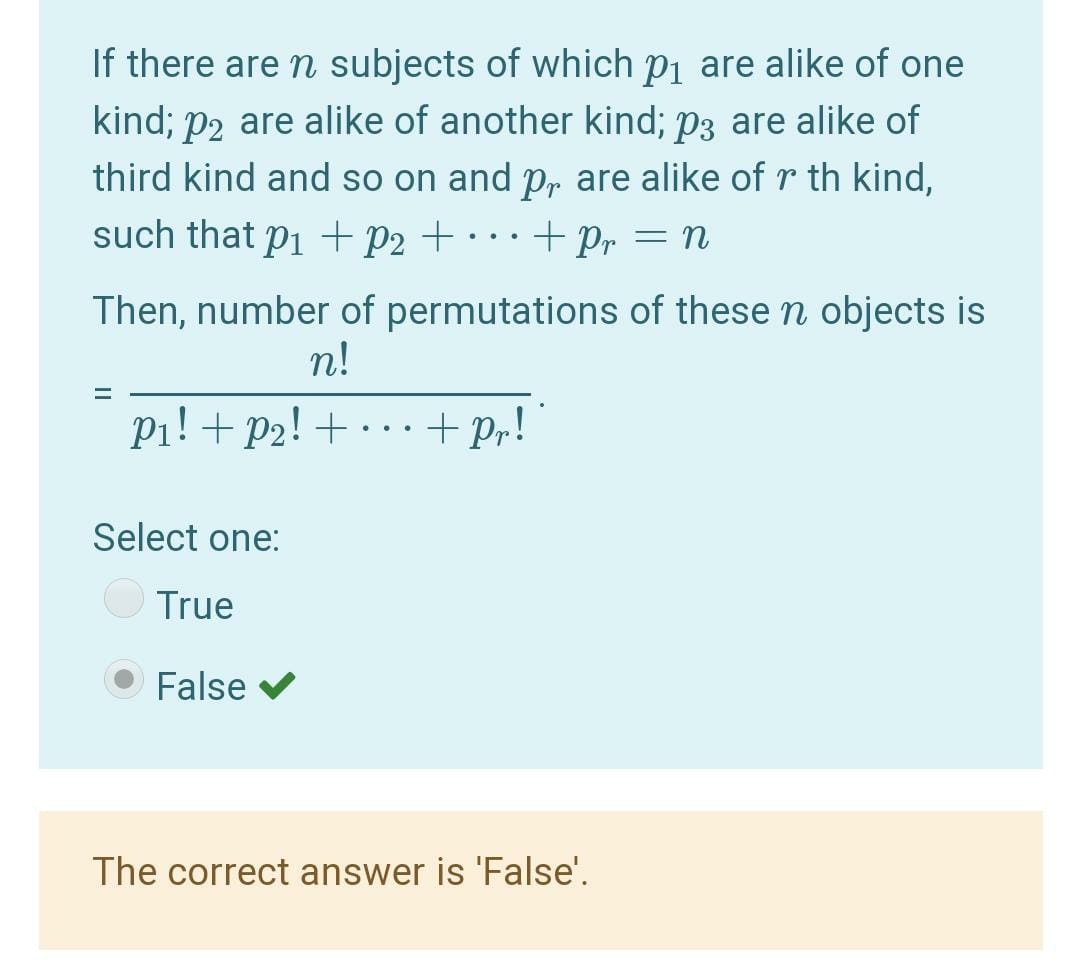 If there are n subjects of which p₁ are alike of one
kind; p₂ are alike of another kind; p₃ are alike of
third kind and so on and pᵣ are alike of r th kind,
such that p₁ + p₂ + ⋯ + pᵣ = n
Then, number of permutations of these n objects is
= n! / (p₁! + p₂! + ⋯ + pᵣ!) .
Select one:
True
False ✔
The correct answer is 'False'.